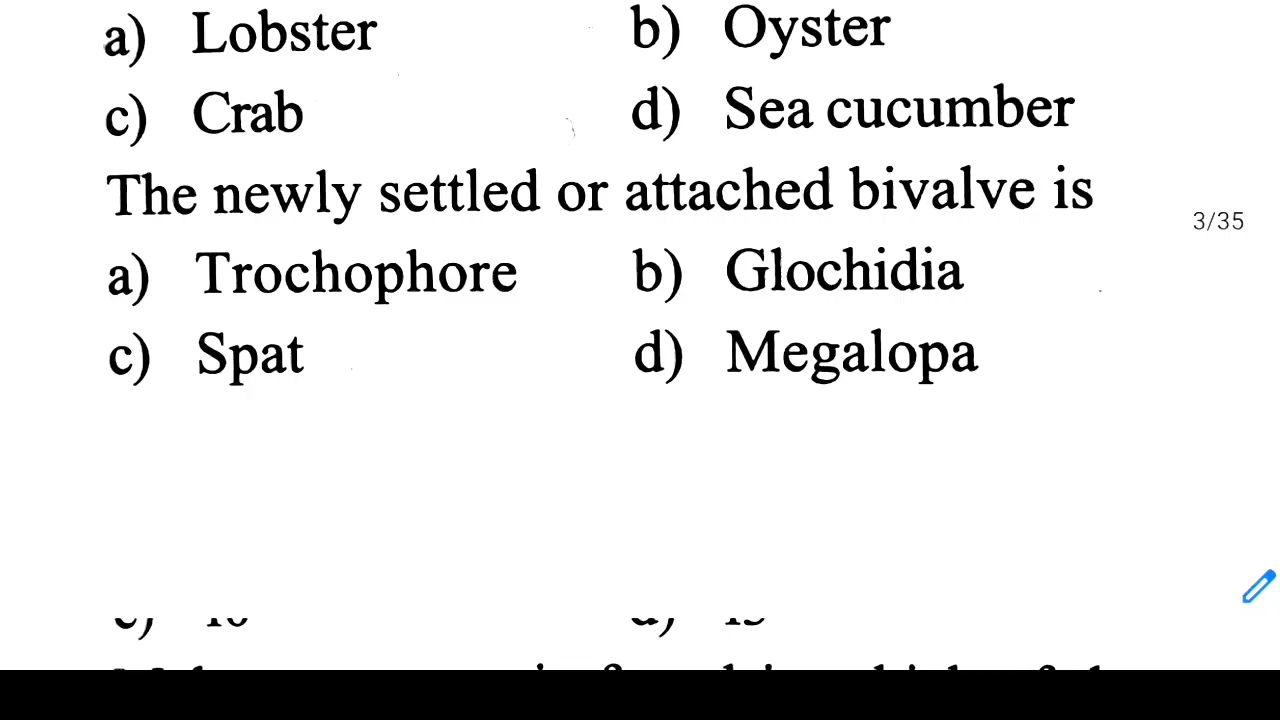 a) Lobster b) Oyster
c) Crab d) Sea cucumber
The newly settled or attached bivalve is
3/35
a) Trochophore b) Glochidia
c) Spat d) Megalopa